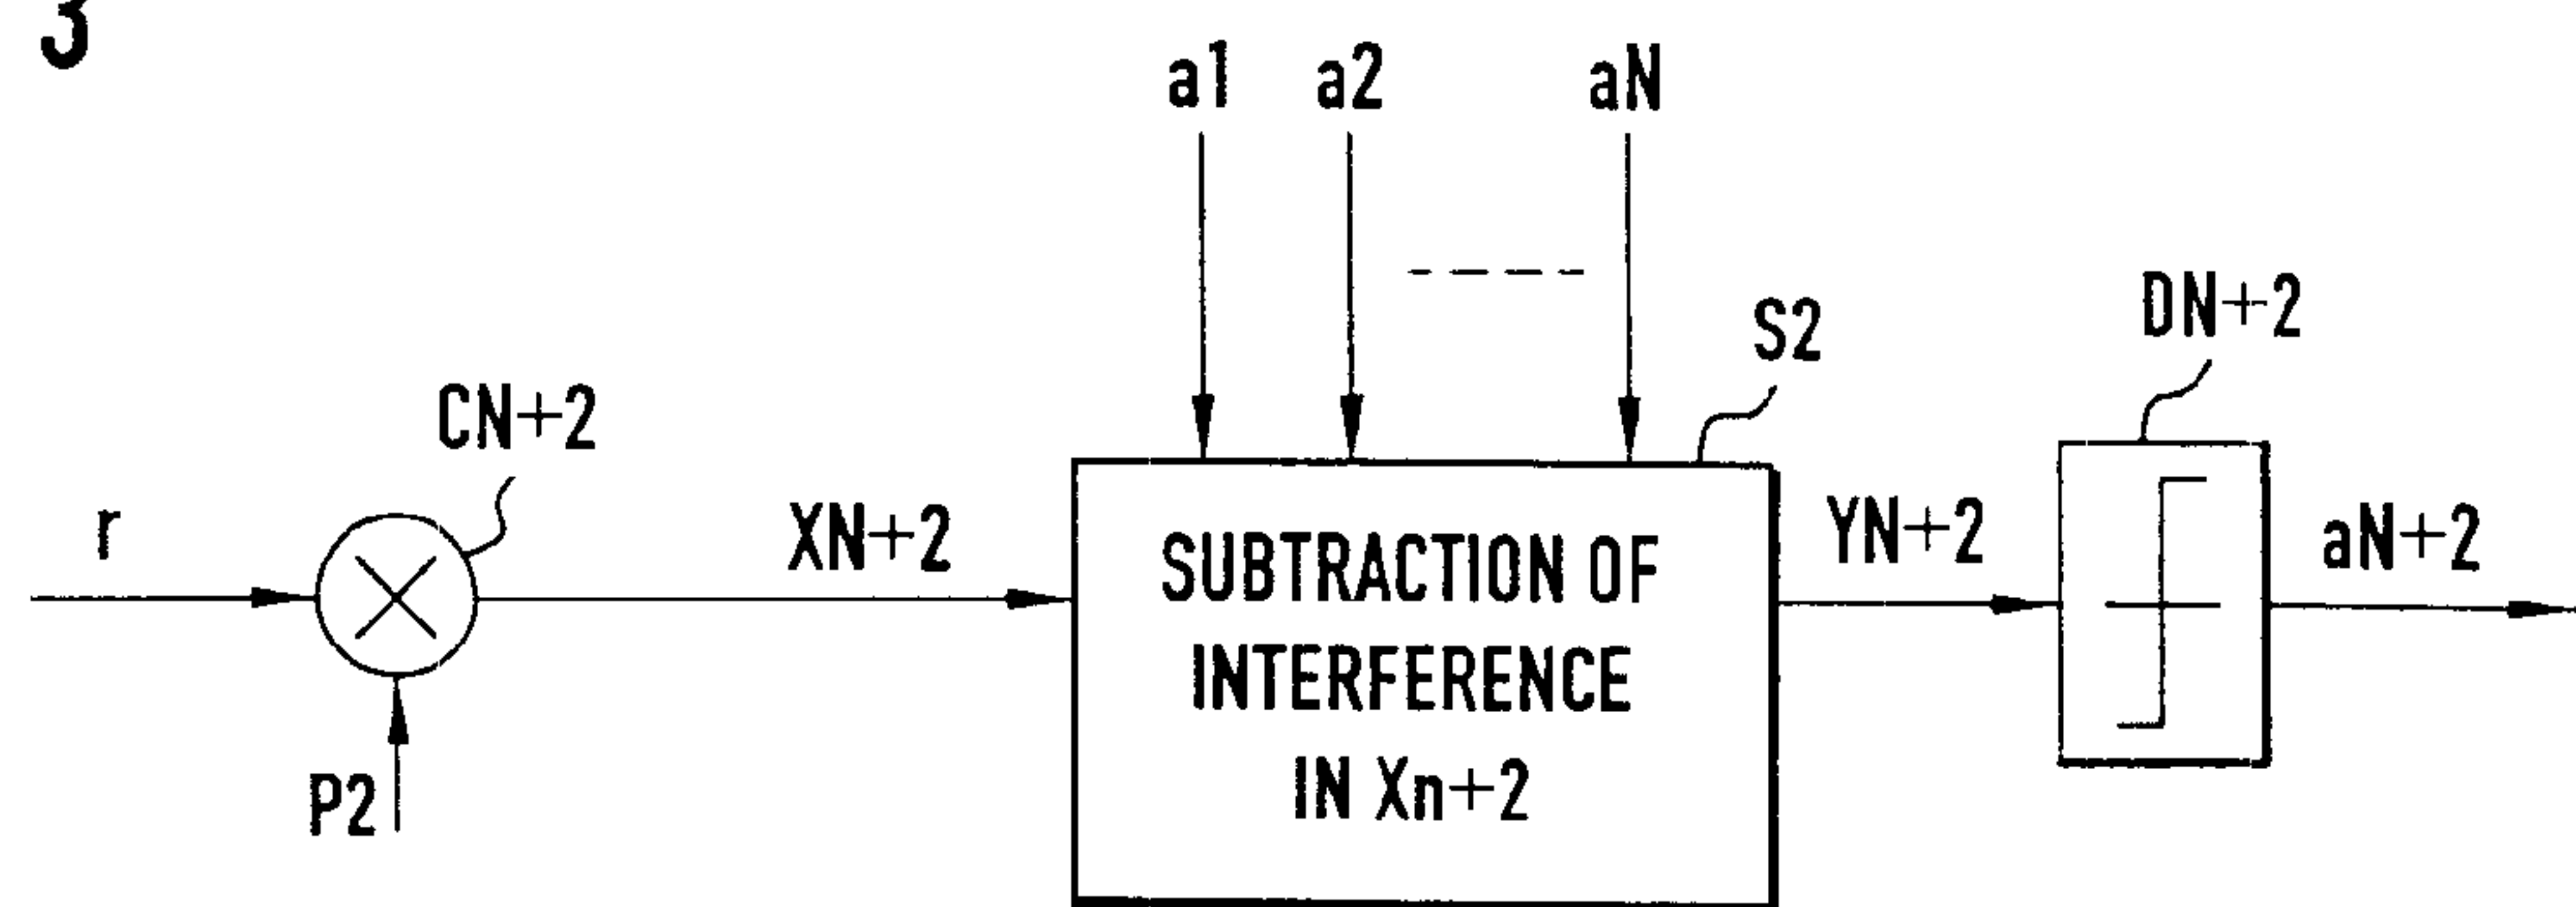 3
a1 a2 aN
S2
DN+2
CN+2
r
XN+2
SUBTRACTION OF
INTERFERENCE
IN Xn+2
YN+2
aN+2
P2